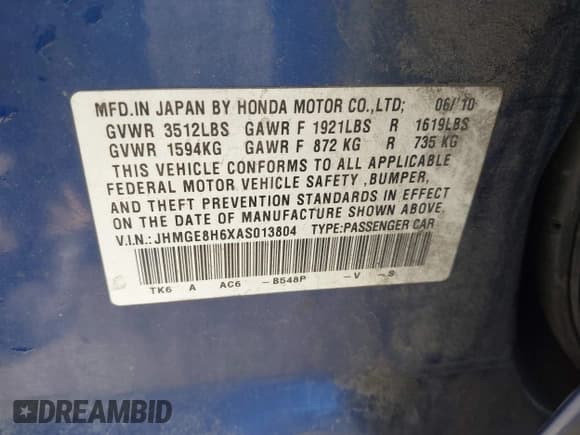 MFD.IN JAPAN BY HONDA MOTOR CO.,LTD; 06/10
GVWR 3512LBS GAWR F 1921LBS R 1619LBS
GVWR 1594KG GAWR F 872 KG R 735 KG
THIS VEHICLE CONFORMS TO ALL APPLICABLE
FEDERAL MOTOR VEHICLE SAFETY ,BUMPER,
AND THEFT PREVENTION STANDARDS IN EFFECT
ON THE DATE OF MANUFACTURE SHOWN ABOVE.
V.I.N.: JHMGE8H6XAS013804 TYPE:PASSENGER CAR
TK6 A AC6 -B548P -V -S
DREAMBID